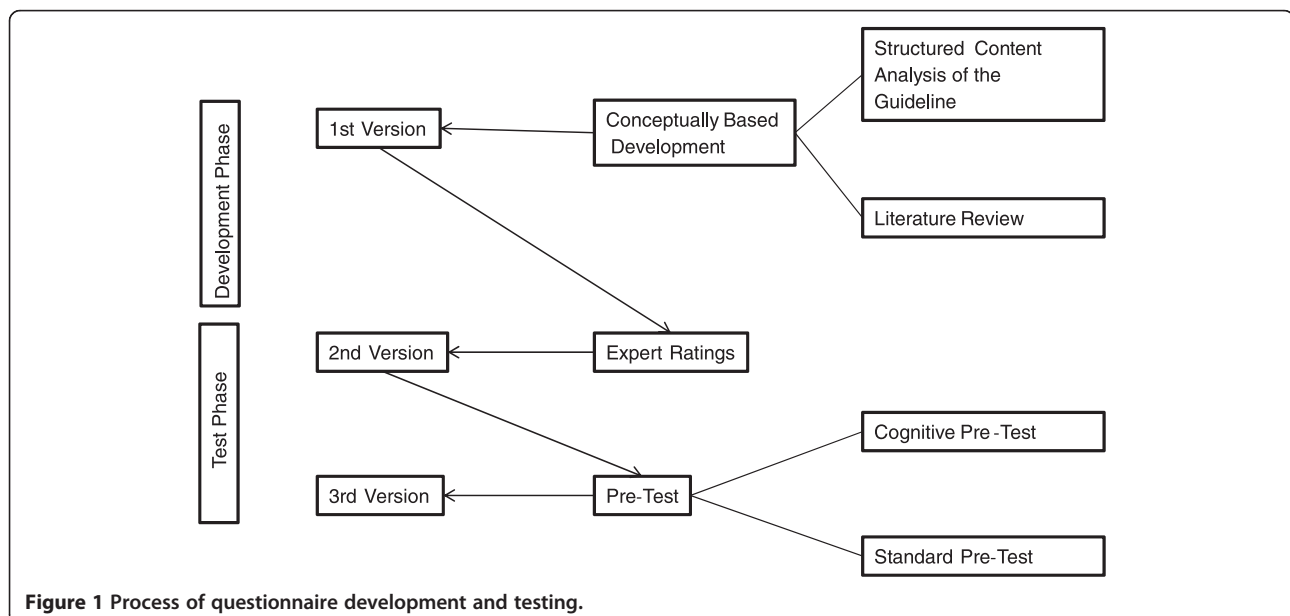 Development Phase
Test Phase
1st Version
Conceptually Based
Development
Structured Content
Analysis of the
Guideline
Literature Review
2nd Version
Expert Ratings
3rd Version
Pre-Test
Cognitive Pre-Test
Standard Pre-Test
Figure 1 Process of questionnaire development and testing.